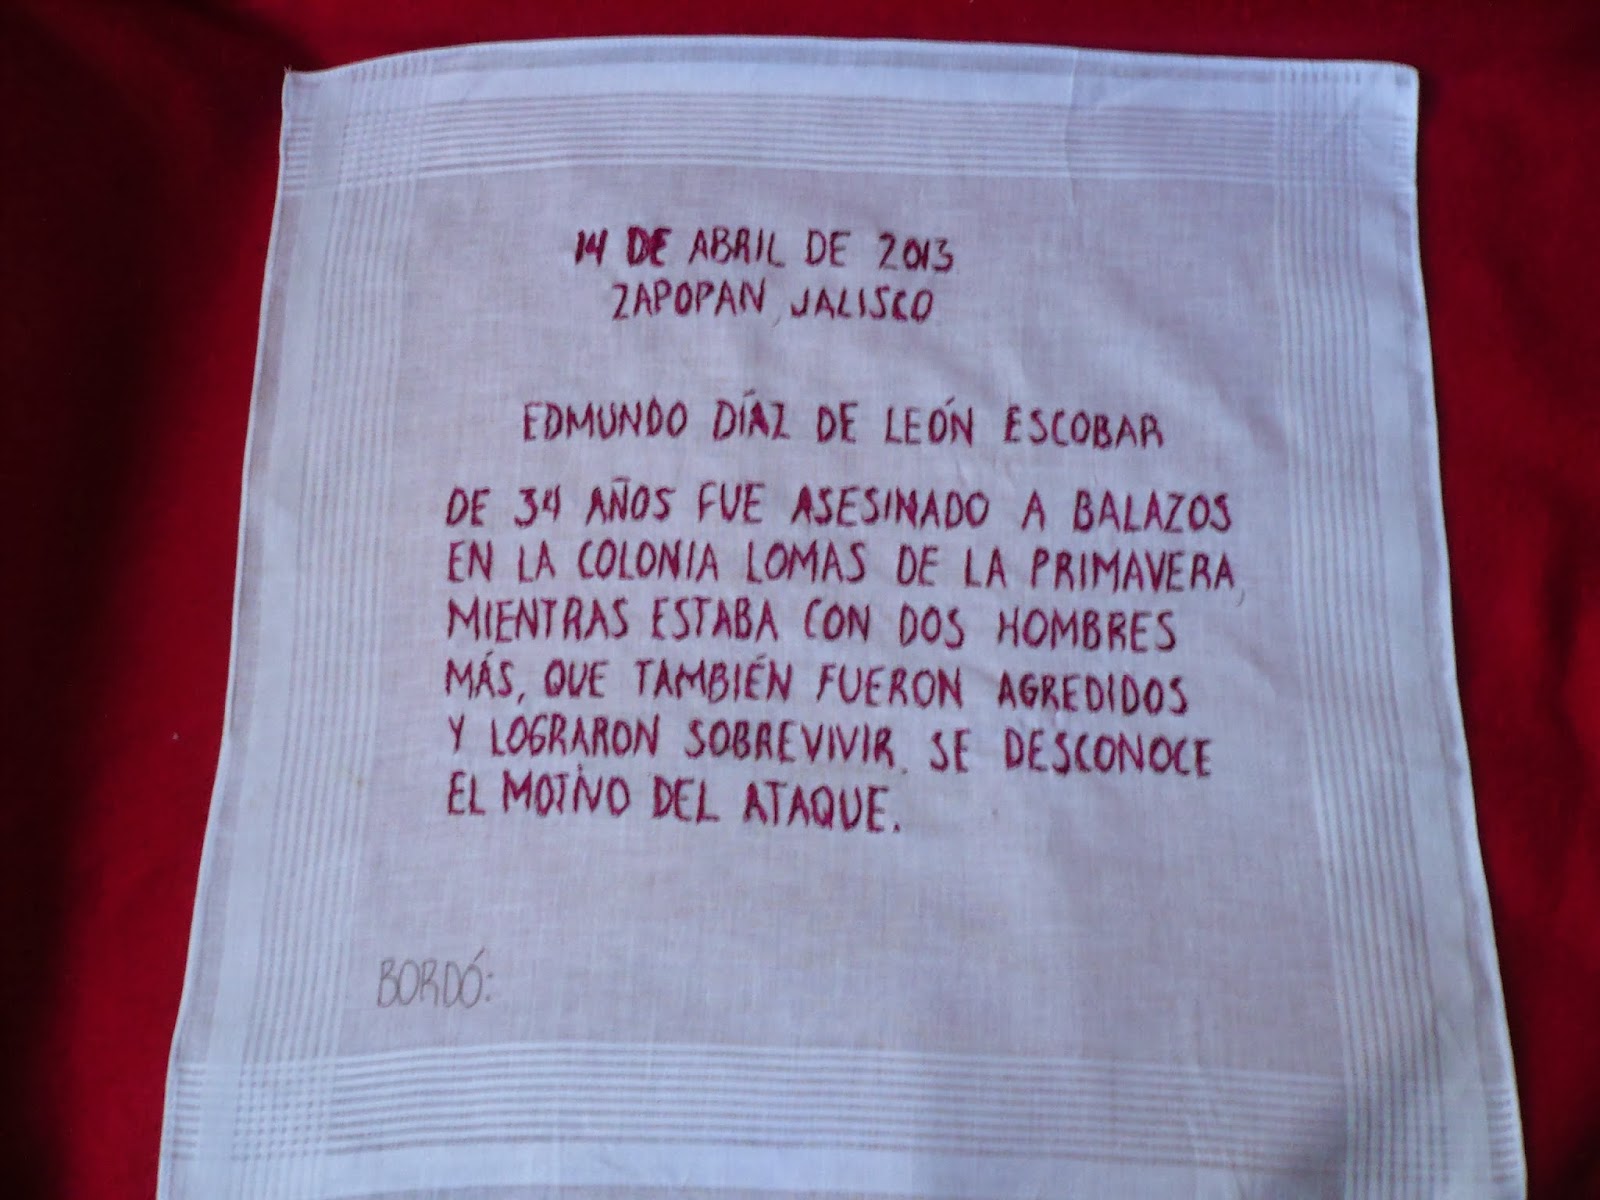 14 DE ABRIL DE 2013
ZAPOPAN, JALISCO
EDMUNDO DÍAZ DE LEÓN ESCOBAR
DE 34 AÑOS FUE ASESINADO A BALAZOS
EN LA COLONIA LOMAS DE LA PRIMAVERA,
MIENTRAS ESTABA CON DOS HOMBRES
MÁS, QUE TAMBIÉN FUERON AGREDIDOS
Y LOGRARON SOBREVIVIR. SE DESCONOCE
EL MOTIVO DEL ATAQUE.
BORDÓ: